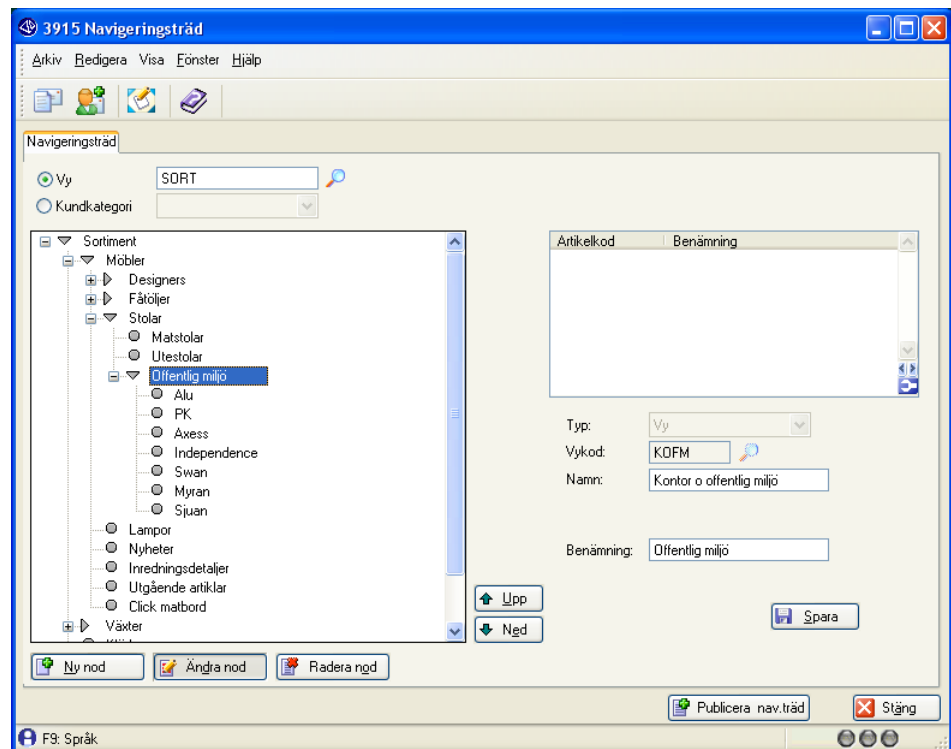 3915 Navigeringsträd
Arkiv Redigera Visa Fönster Hjälp
Navigeringsträd
Vy SORT
Kundkategori
Sortiment
Möbler
Designers
Fåtöljer
Stolar
Matstolar
Utestolar
Offentlig miljö
Alu
PK
Axess
Independence
Swan
Myran
Sjuan
Lampor
Nyheter
Inredningsdetaljer
Utgående artiklar
Click matbord
Växter
Artikelkod Benämning
Typ: Vy
Vykod: KOFM
Namn: Kontor o offentlig miljö
Benämning: Offentlig miljö
Upp
Ned
Spara
Ny nod Ändra nod Radera nod
Publicera nav.träd Stäng
F9: Språk